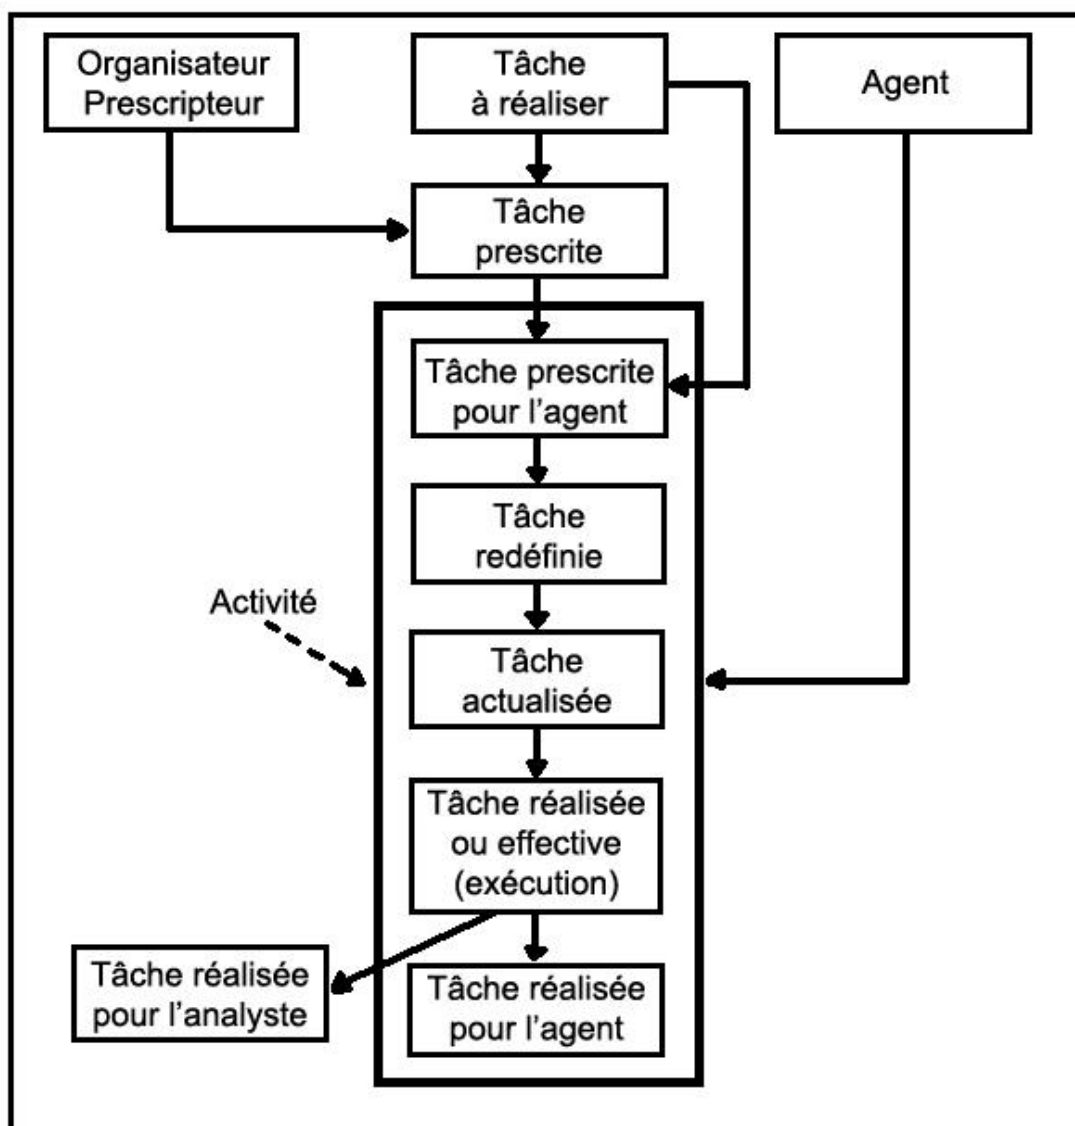 Organisateur
Prescripteur
Tâche
à réaliser
Agent
Tâche
prescrite
Tâche prescrite
pour l'agent
Tâche
redéfinie
Activité
Tâche
actualisée
Tâche réalisée
ou effective
(exécution)
Tâche réalisée
pour l'analyste
Tâche réalisée
pour l'agent